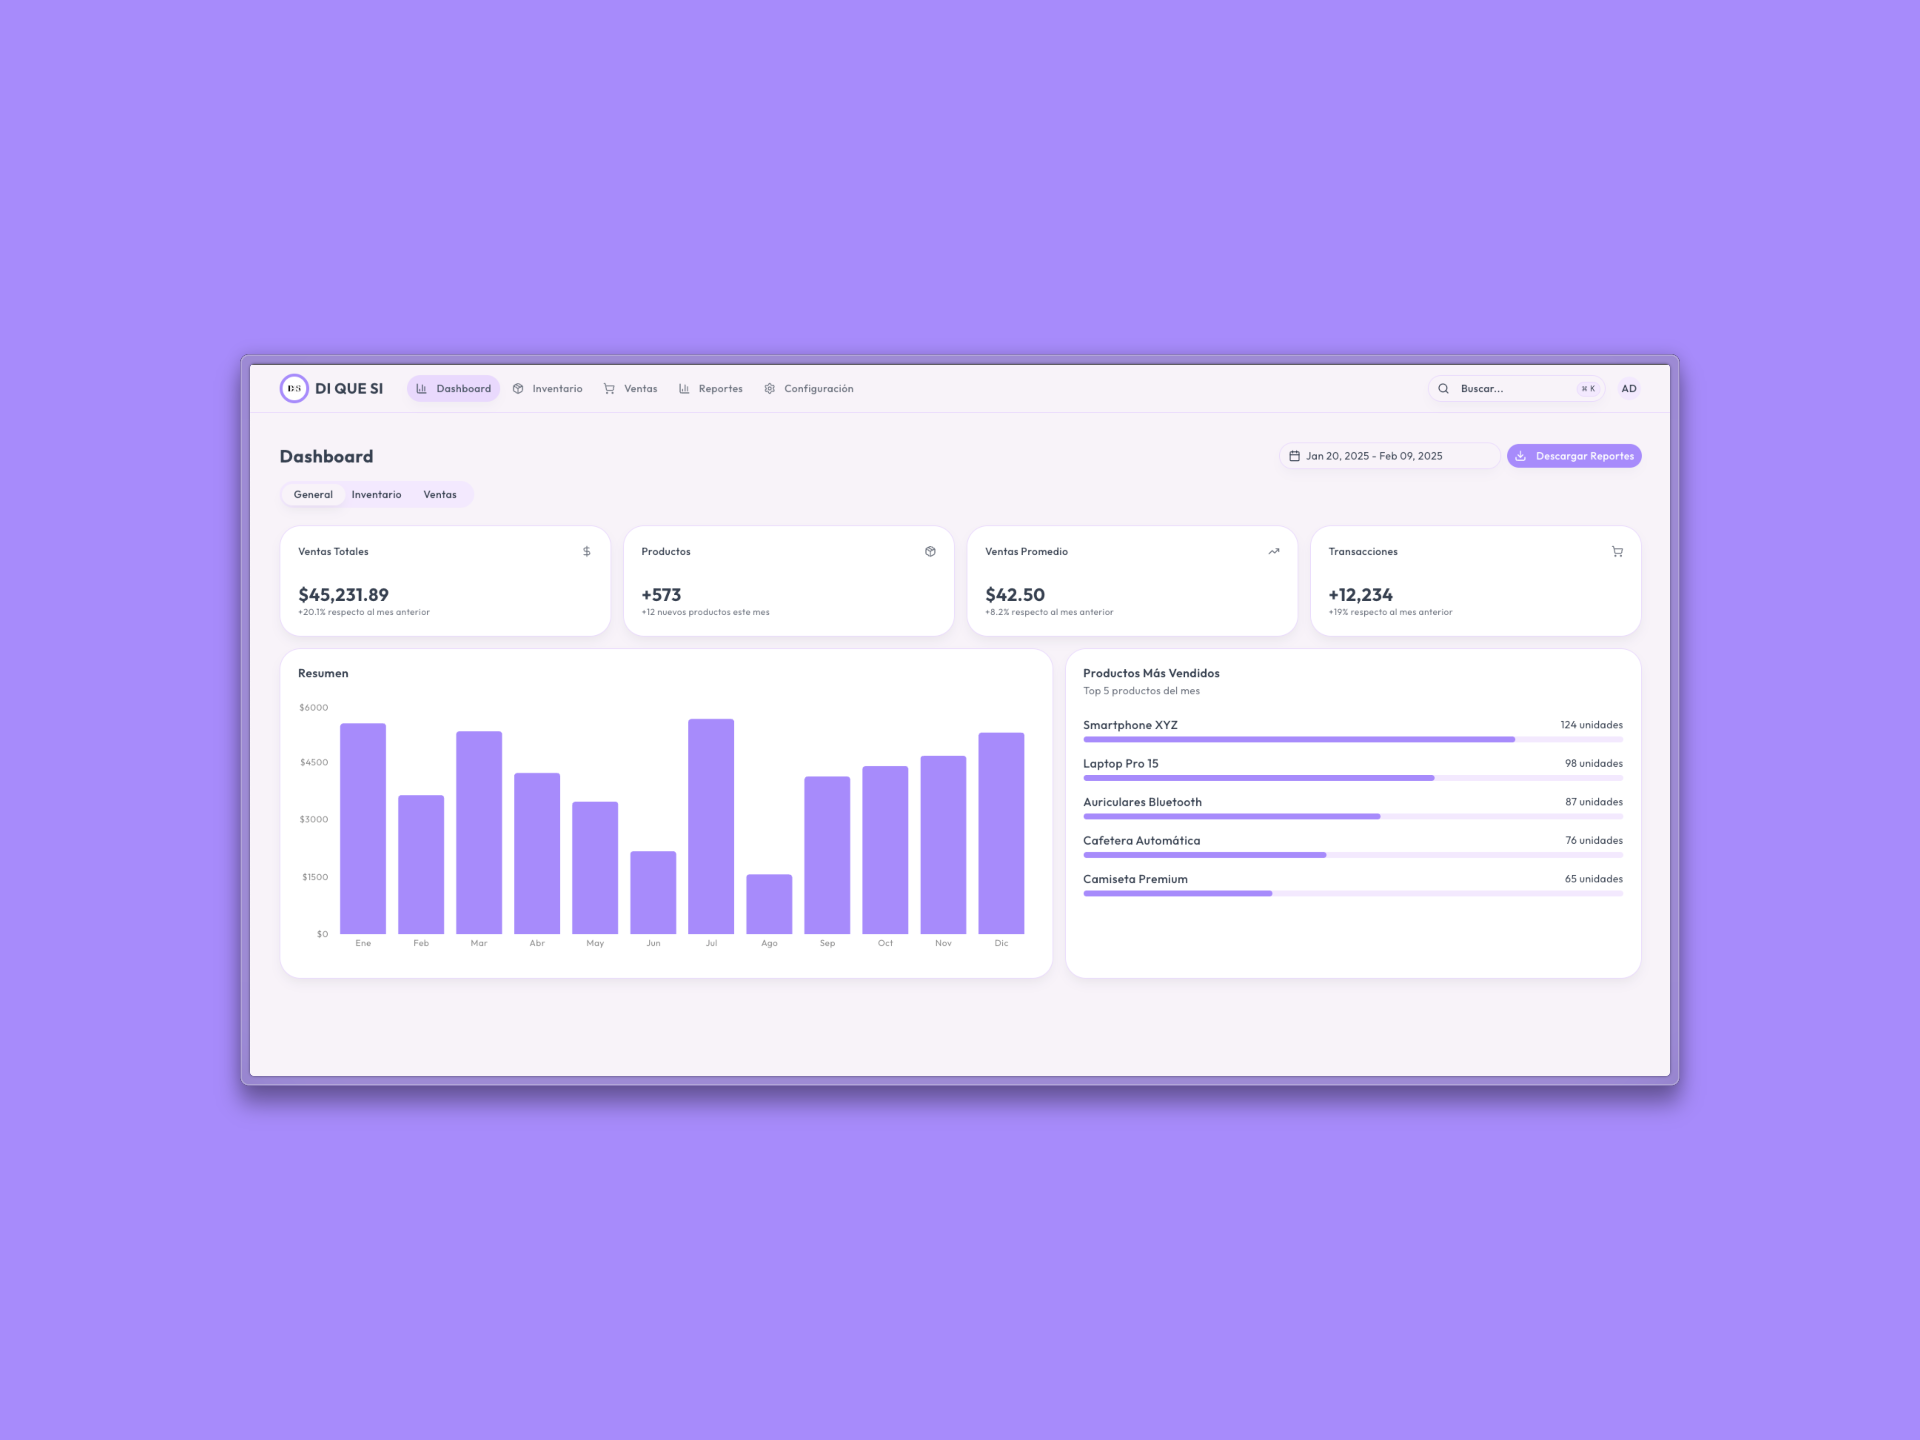 DS DI QUE SI Dashboard Inventario Ventas Reportes Configuración Buscar... ⌘ K AD
Dashboard Jan 20, 2025 - Feb 09, 2025 Descargar Reportes
General Inventario Ventas
Ventas Totales $
$45,231.89
+20.1% respecto al mes anterior
Productos
+573
+12 nuevos productos este mes
Ventas Promedio
$42.50
+8.2% respecto al mes anterior
Transacciones
+12,234
+19% respecto al mes anterior
Resumen
$6000
$4500
$3000
$1500
$0
Ene Feb Mar Abr May Jun Jul Ago Sep Oct Nov Dic
Productos Más Vendidos
Top 5 productos del mes
Smartphone XYZ 124 unidades
Laptop Pro 15 98 unidades
Auriculares Bluetooth 87 unidades
Cafetera Automática 76 unidades
Camiseta Premium 65 unidades